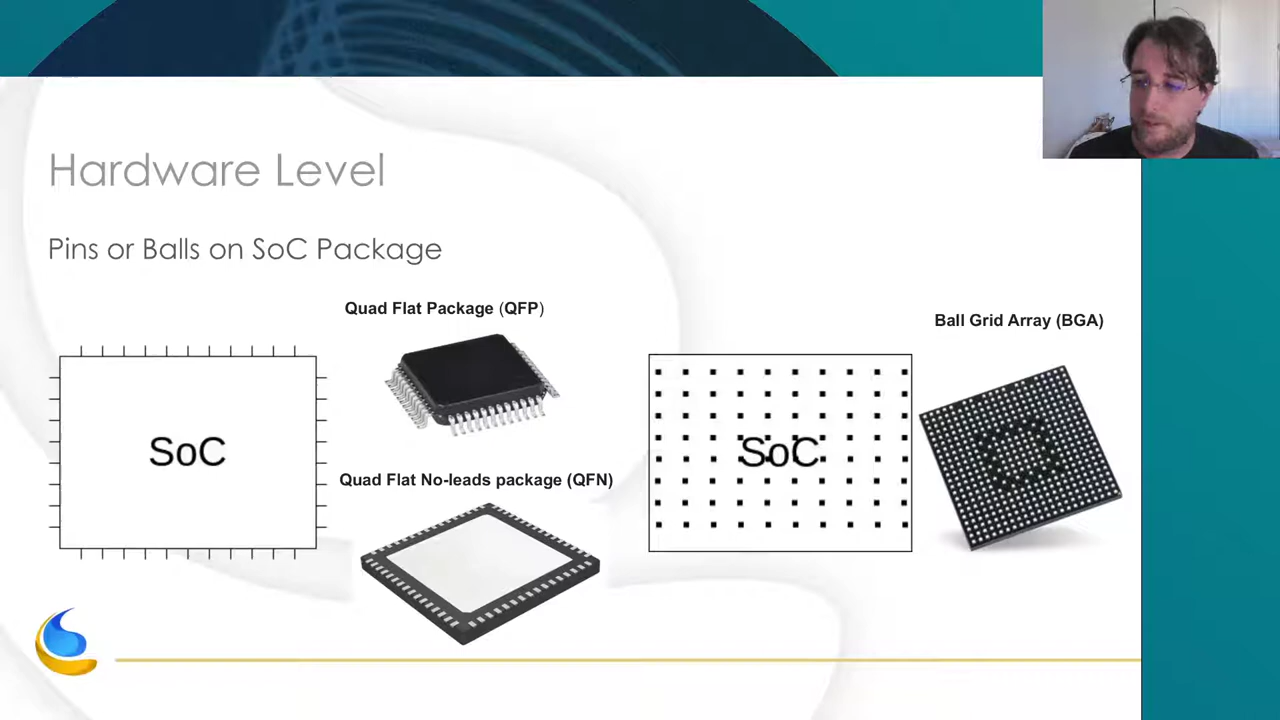 Hardware Level
Pins or Balls on SoC Package
Quad Flat Package (QFP)
Ball Grid Array (BGA)
SoC
SoC
Quad Flat No-leads package (QFN)